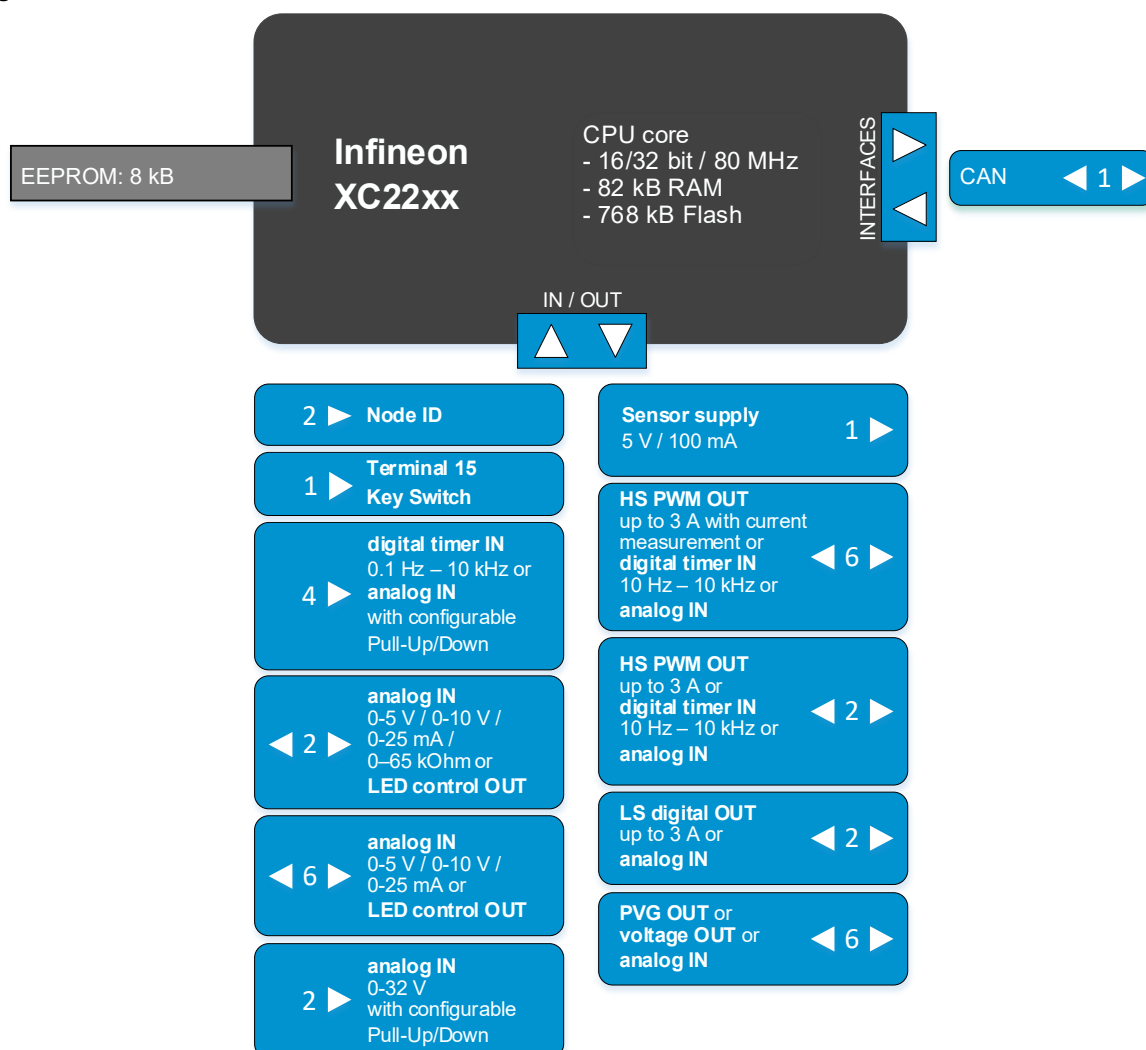 EEPROM: 8 kB
Infineon
XC22xx
CPU core
- 16/32 bit / 80 MHz
- 82 kB RAM
- 768 kB Flash
INTERFACES
CAN
1
IN / OUT
2
Node ID
1
Terminal 15
Key Switch
4
digital timer IN
0.1 Hz – 10 kHz or
analog IN
with configurable
Pull-Up/Down
2
analog IN
0-5 V / 0-10 V /
0-25 mA /
0–65 kOhm or
LED control OUT
6
analog IN
0-5 V / 0-10 V /
0-25 mA or
LED control OUT
2
analog IN
0-32 V
with configurable
Pull-Up/Down
Sensor supply
5 V / 100 mA
1
HS PWM OUT
up to 3 A with current
measurement or
digital timer IN
10 Hz – 10 kHz or
analog IN
6
HS PWM OUT
up to 3 A or
digital timer IN
10 Hz – 10 kHz or
analog IN
2
LS digital OUT
up to 3 A or
analog IN
2
PVG OUT or
voltage OUT or
analog IN
6